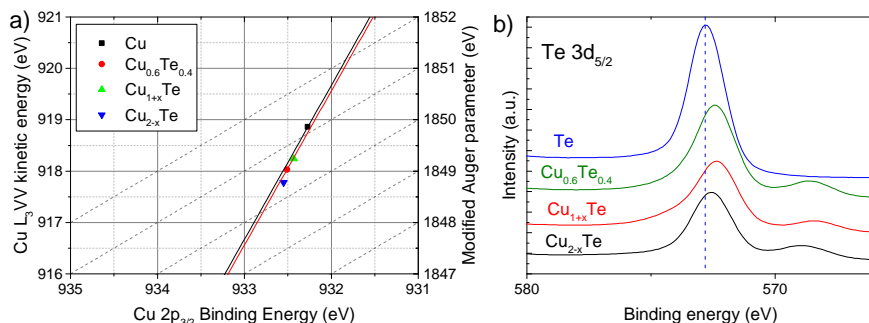 a)
Cu
Cu0.6Te0.4
Cu1+xTe
Cu2-xTe
921
920
919
918
917
916
935
934
933
932
931
1852
1851
1850
1849
1848
1847
Cu L3VV kinetic energy (eV)
Cu 2p3/2 Binding Energy (eV)
Modified Auger parameter (eV)
b)
Te 3d5/2
Te
Cu0.6Te0.4
Cu1+xTe
Cu2-xTe
Intensity (a.u.)
580
570
Binding energy (eV)